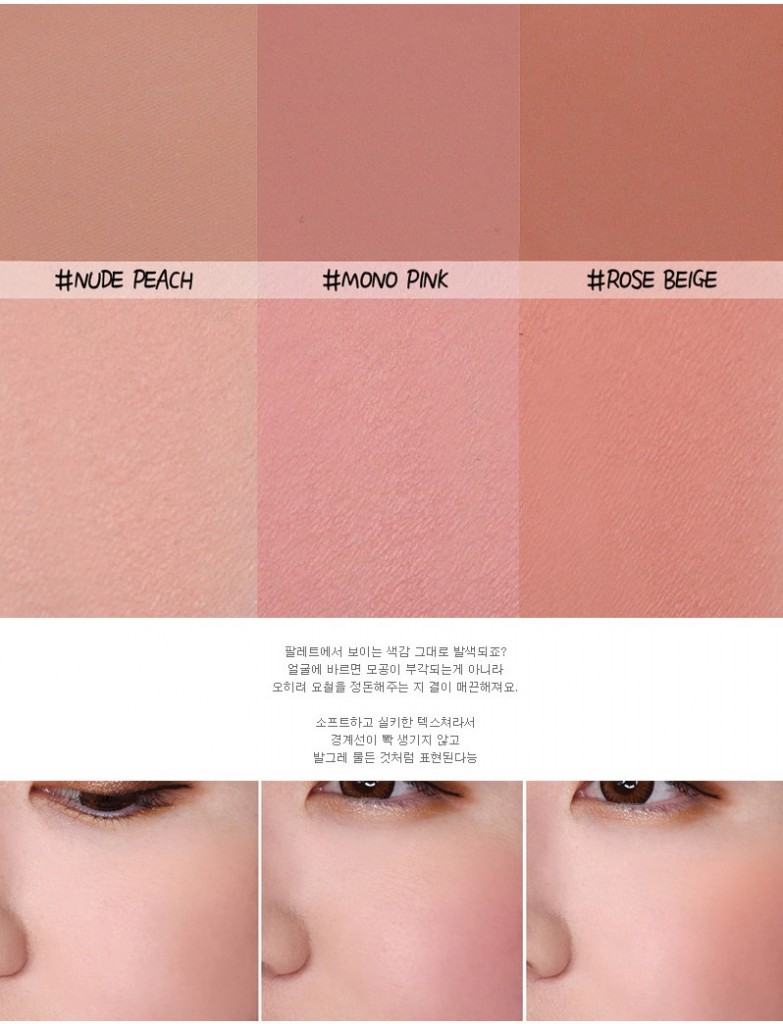 #NUDE PEACH
#MONO PINK
#ROSE BEIGE
팔레트에서 보이는 색감 그대로 발색되죠?
얼굴에 바르면 모공이 부각되는게 아니라
오히려 요철을 정돈해주는 지 결이 매끈해져요.
소프트하고 실키한 텍스쳐라서
경계선이 빡 생기지 않고
발그레 물든 것처럼 표현된다능